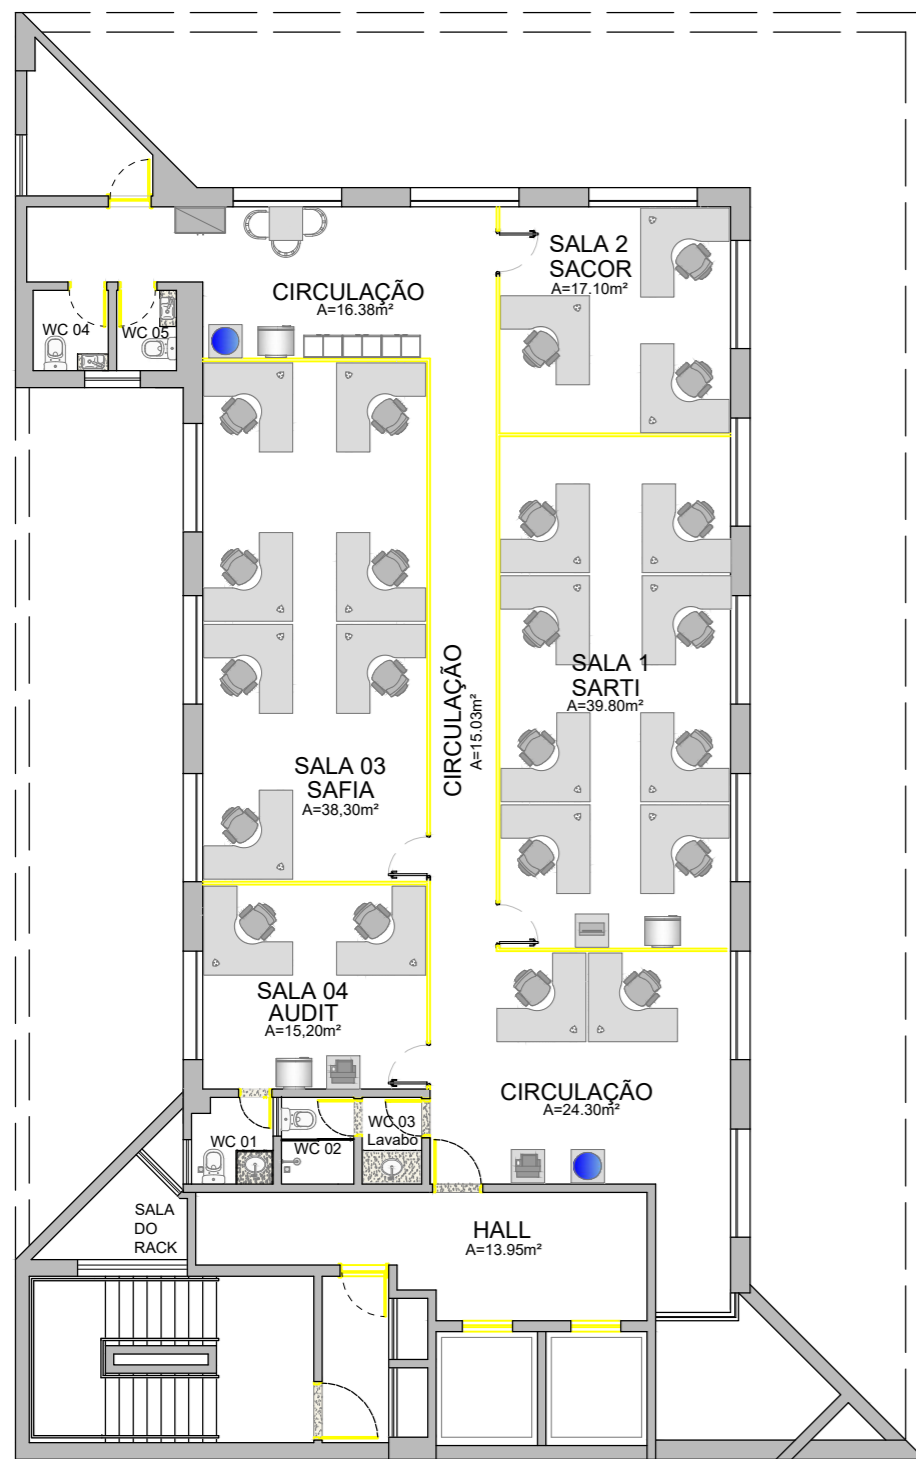 SALA 2
SACOR
A=17.10m²
CIRCULAÇÃO
A=16.38m²
WC 04
WC 05
SALA 1
SARTI
A=39.80m²
CIRCULAÇÃO
A=15.03m²
SALA 03
SAFIA
A=38,30m²
SALA 04
AUDIT
A=15,20m²
CIRCULAÇÃO
A=24.30m²
WC 01
WC 02
WC 03
Lavabo
SALA
DO
RACK
HALL
A=13.95m²